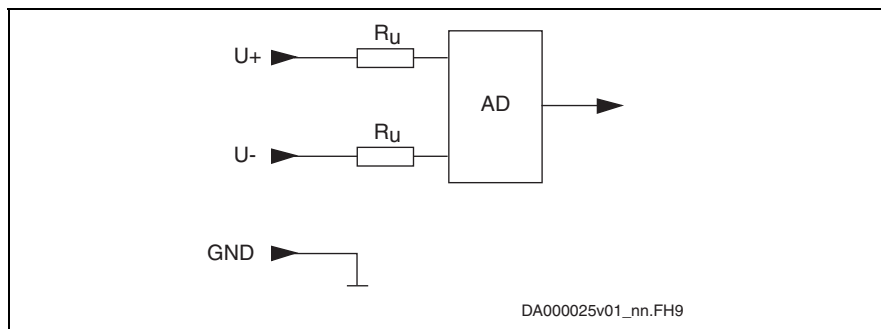 Ru
U+
AD
Ru
U-
GND
DA000025v01_nn.FH9